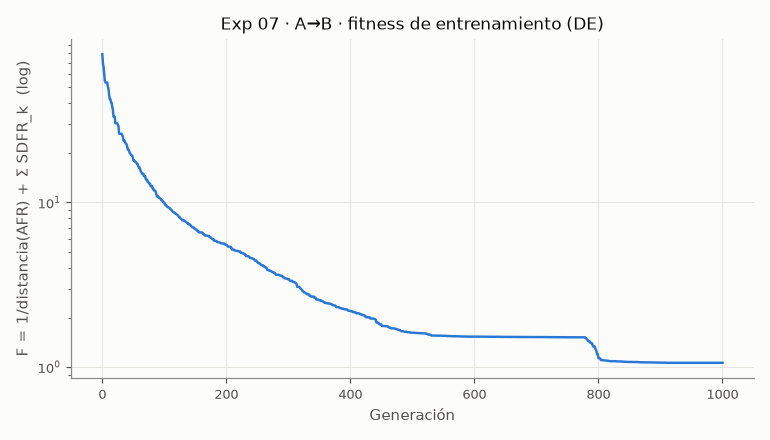 Exp 07 · A→B · fitness de entrenamiento (DE)
F = 1/distancia(AFR) + Σ SDFR_k (log)
10¹
10⁰
0 200 400 600 800 1000
Generación